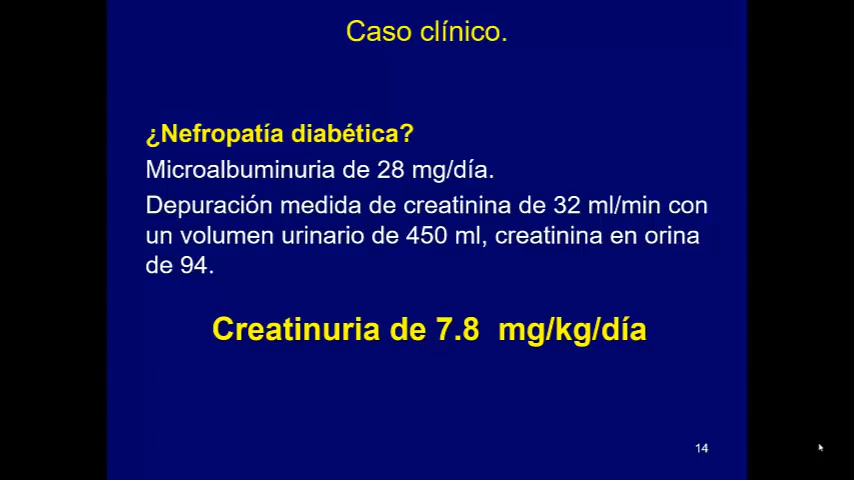 Caso clínico.
¿Nefropatía diabética?
Microalbuminuria de 28 mg/día.
Depuración medida de creatinina de 32 ml/min con
un volumen urinario de 450 ml, creatinina en orina
de 94.
Creatinuria de 7.8  mg/kg/día
14